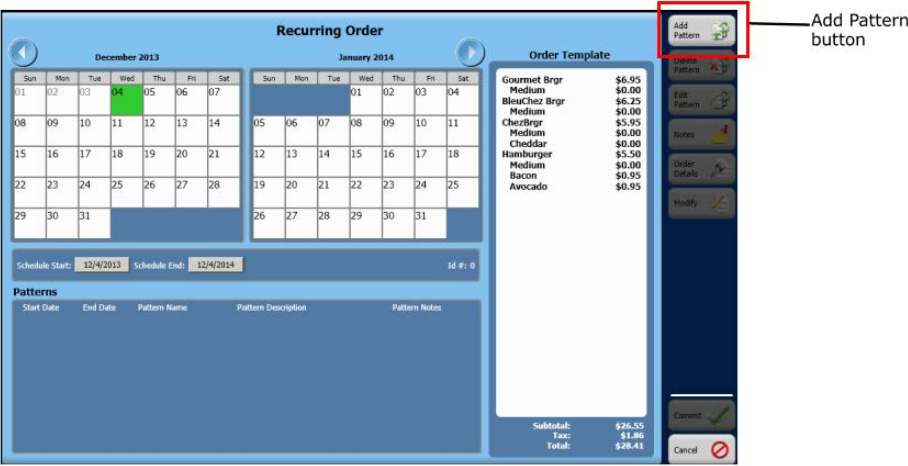 Recurring Order
December 2013
January 2014
Sun Mon Tue Wed Thu Fri Sat
01 02 03 04 05 06 07
08 09 10 11 12 13 14
15 16 17 18 19 20 21
22 23 24 25 26 27 28
29 30 31
Sun Mon Tue Wed Thu Fri Sat
01 02 03 04
05 06 07 08 09 10 11
12 13 14 15 16 17 18
19 20 21 22 23 24 25
26 27 28 29 30 31
Schedule Start: 12/4/2013 Schedule End: 12/4/2014 Id #: 0
Patterns
Start Date End Date Pattern Name Pattern Description Pattern Notes
Order Template
Gourmet Brgr $6.95
Medium $0.00
BleuChez Brgr $6.25
Medium $0.00
ChezBrgr $5.95
Medium $0.00
Cheddar $0.00
Hamburger $5.50
Medium $0.00
Bacon $0.95
Avocado $0.95
Subtotal: $26.55
Tax: $1.86
Total: $28.41
Add
Pattern
Delete
Pattern
Edit
Pattern
Notes
Order
Details
Modify
Commit
Cancel
Add Pattern
button